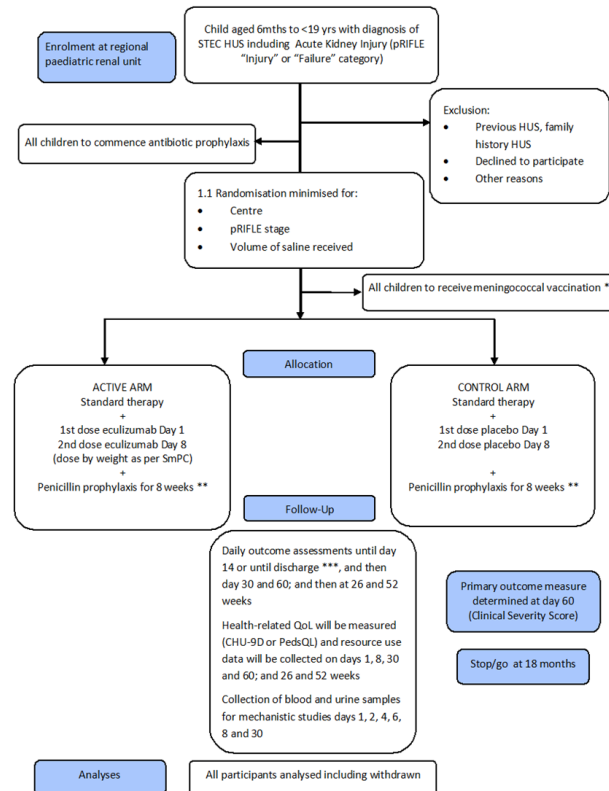 Child aged 6mths to <19 yrs with diagnosis of
STEC HUS including Acute Kidney Injury (pRIFLE
"Injury" or "Failure" category)
Enrolment at regional
paediatric renal unit
Exclusion:
• Previous HUS, family
history HUS
• Declined to participate
• Other reasons
All children to commence antibiotic prophylaxis
1.1 Randomisation minimised for:
• Centre
• pRIFLE stage
• Volume of saline received
All children to receive meningococcal vaccination *
Allocation
ACTIVE ARM
Standard therapy
+
1st dose eculizumab Day 1
2nd dose eculizumab Day 8
(dose by weight as per SmPC)
+
Penicillin prophylaxis for 8 weeks **
CONTROL ARM
Standard therapy
+
1st dose placebo Day 1
2nd dose placebo Day 8
+
Penicillin prophylaxis for 8 weeks **
Follow-Up
Daily outcome assessments until day
14 or until discharge ***, and then
day 30 and 60; and then at 26 and 52
weeks
Health-related QoL will be measured
(CHU-9D or PedsQL) and resource use
data will be collected on days 1, 8, 30
and 60; and 26 and 52 weeks
Collection of blood and urine samples
for mechanistic studies days 1, 2, 4, 6,
8 and 30
Primary outcome measure
determined at day 60
(Clinical Severity Score)
Stop/go at 18 months
Analyses
All participants analysed including withdrawn